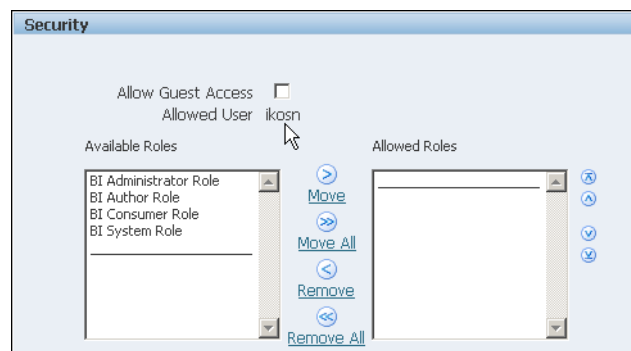 Security
Allow Guest Access
Allowed User ikosn
Available Roles
BI Administrator Role
BI Author Role
BI Consumer Role
BI System Role
Move
Move All
Remove
Remove All
Allowed Roles